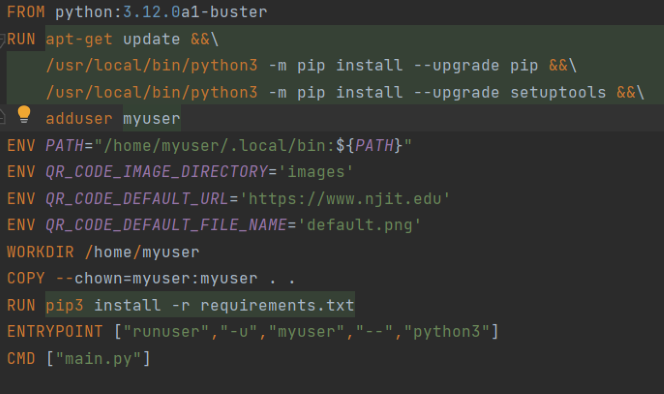 FROM python:3.12.0a1-buster
RUN apt-get update &&\
    /usr/local/bin/python3 -m pip install --upgrade pip &&\
    /usr/local/bin/python3 -m pip install --upgrade setuptools &&\
    adduser myuser
ENV PATH="/home/myuser/.local/bin:${PATH}"
ENV QR_CODE_IMAGE_DIRECTORY='images'
ENV QR_CODE_DEFAULT_URL='https://www.njit.edu'
ENV QR_CODE_DEFAULT_FILE_NAME='default.png'
WORKDIR /home/myuser
COPY --chown=myuser:myuser . .
RUN pip3 install -r requirements.txt
ENTRYPOINT ["runuser","-u","myuser","--","python3"]
CMD ["main.py"]